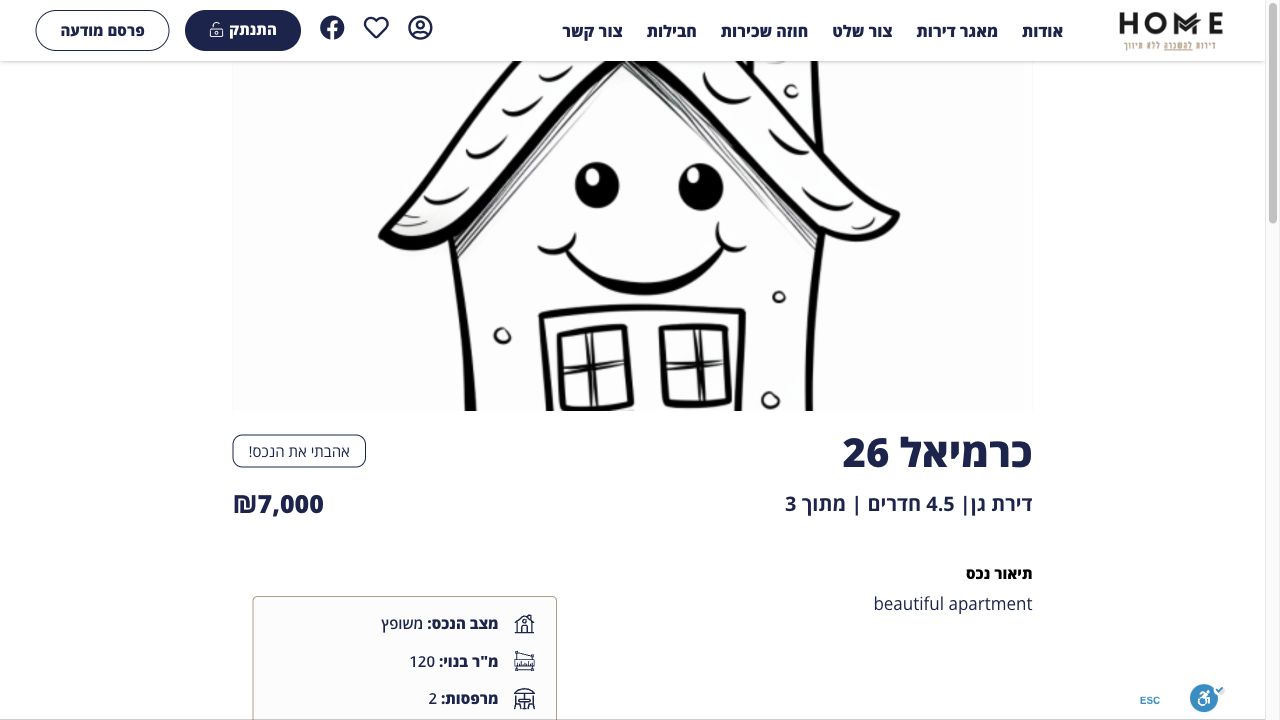 HOME
דירות להשכרה ללא תיווך
אודות
מאגר דירות
צור שלט
חוזה שכירות
חבילות
צור קשר
התנתק
פרסם מודעה
כרמיאל 26
אהבתי את הנכס!
דירת גן| 4.5 חדרים | מתוך 3
₪7,000
תיאור נכס
beautiful apartment
מצב הנכס: משופץ
מ"ר בנוי: 120
מרפסות: 2
ESC